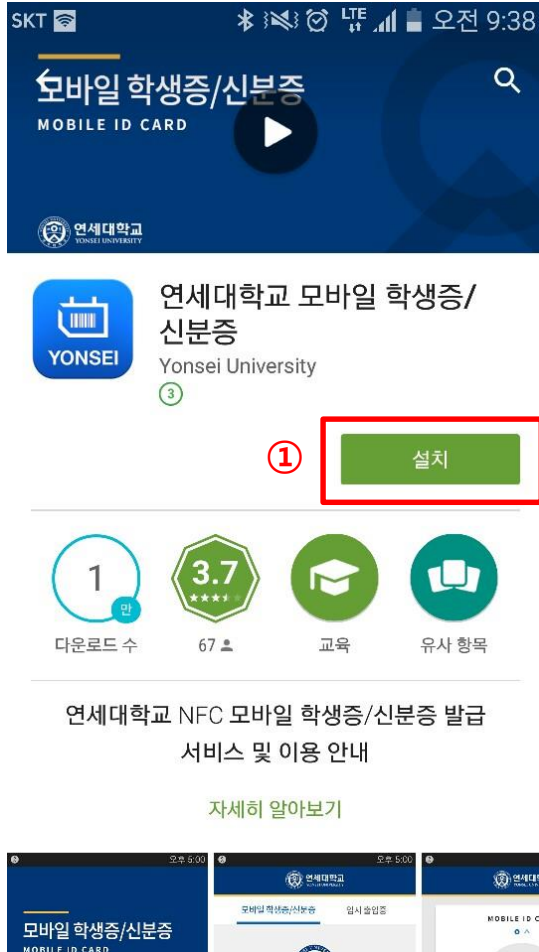 SKT LTE 오전 9:38
모바일 학생증/신분증
MOBILE ID CARD
연세대학교
YONSEI UNIVERSITY
YONSEI
연세대학교 모바일 학생증/
신분증
Yonsei University
3
① 설치
1 만
3.7
다운로드 수 67 교육 유사 항목
연세대학교 NFC 모바일 학생증/신분증 발급
서비스 및 이용 안내
자세히 알아보기
오후 5:00 오후 5:00
연세대학교
모바일 학생증/신분증 임시 출입증
모바일 학생증/신분증
MOBILE ID CARD